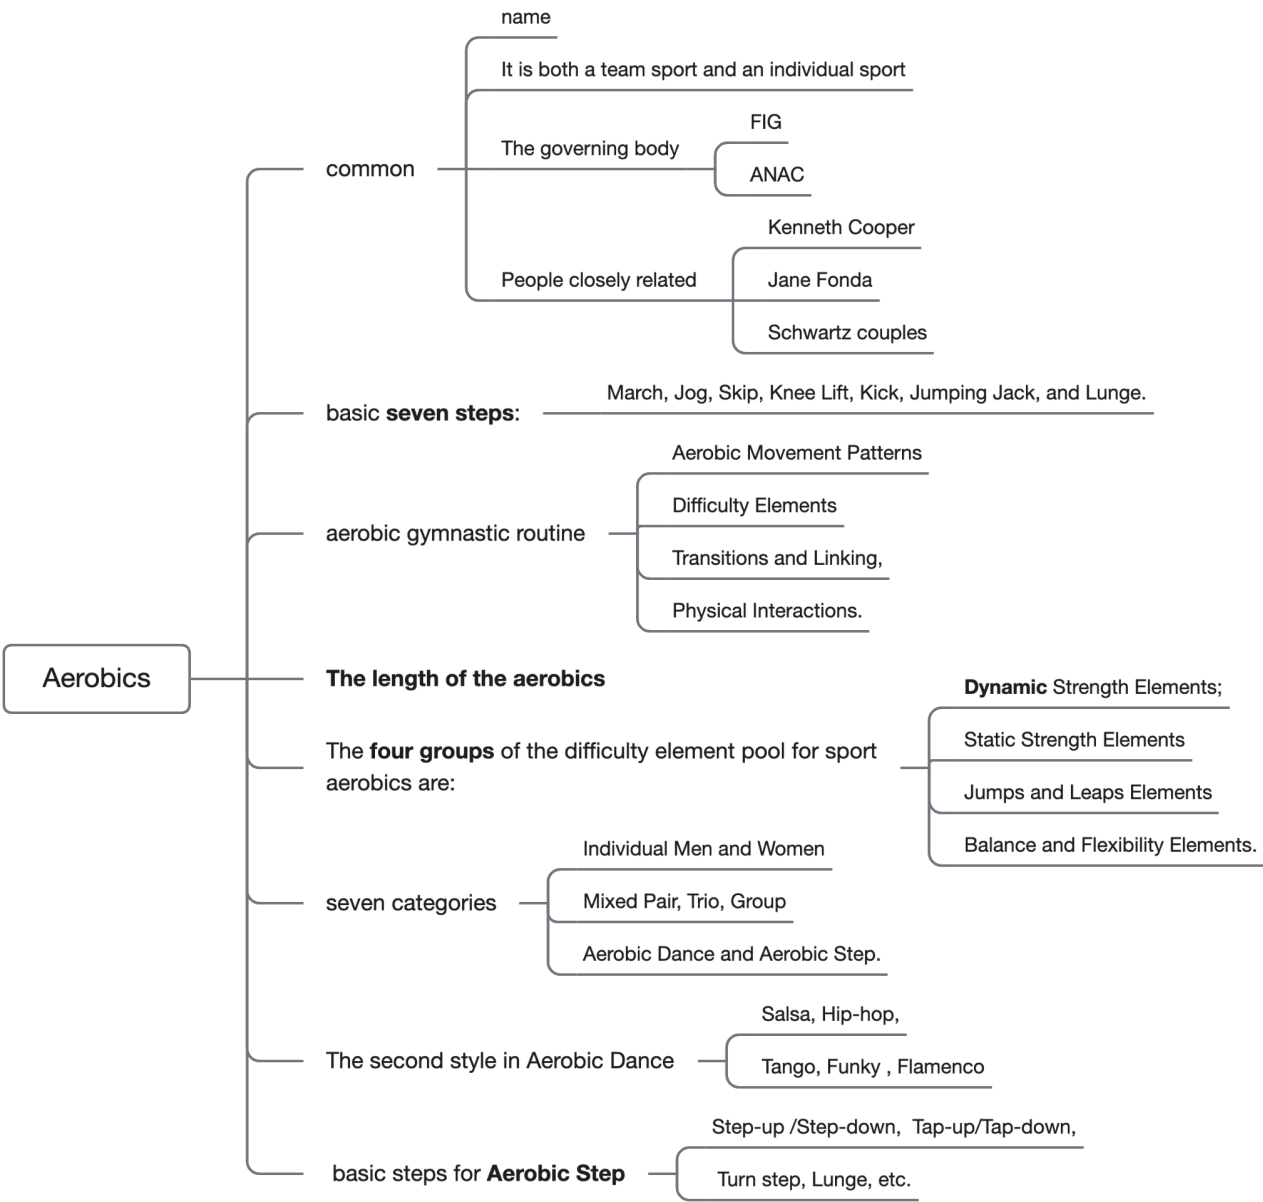 Aerobics
common
name
It is both a team sport and an individual sport
The governing body
FIG
ANAC
People closely related
Kenneth Cooper
Jane Fonda
Schwartz couples
basic seven steps:
March, Jog, Skip, Knee Lift, Kick, Jumping Jack, and Lunge.
aerobic gymnastic routine
Aerobic Movement Patterns
Difficulty Elements
Transitions and Linking,
Physical Interactions.
The length of the aerobics
The four groups of the difficulty element pool for sport
aerobics are:
Dynamic Strength Elements;
Static Strength Elements
Jumps and Leaps Elements
Balance and Flexibility Elements.
seven categories
Individual Men and Women
Mixed Pair, Trio, Group
Aerobic Dance and Aerobic Step.
The second style in Aerobic Dance
Salsa, Hip-hop,
Tango, Funky , Flamenco
basic steps for Aerobic Step
Step-up /Step-down,  Tap-up/Tap-down,
Turn step, Lunge, etc.